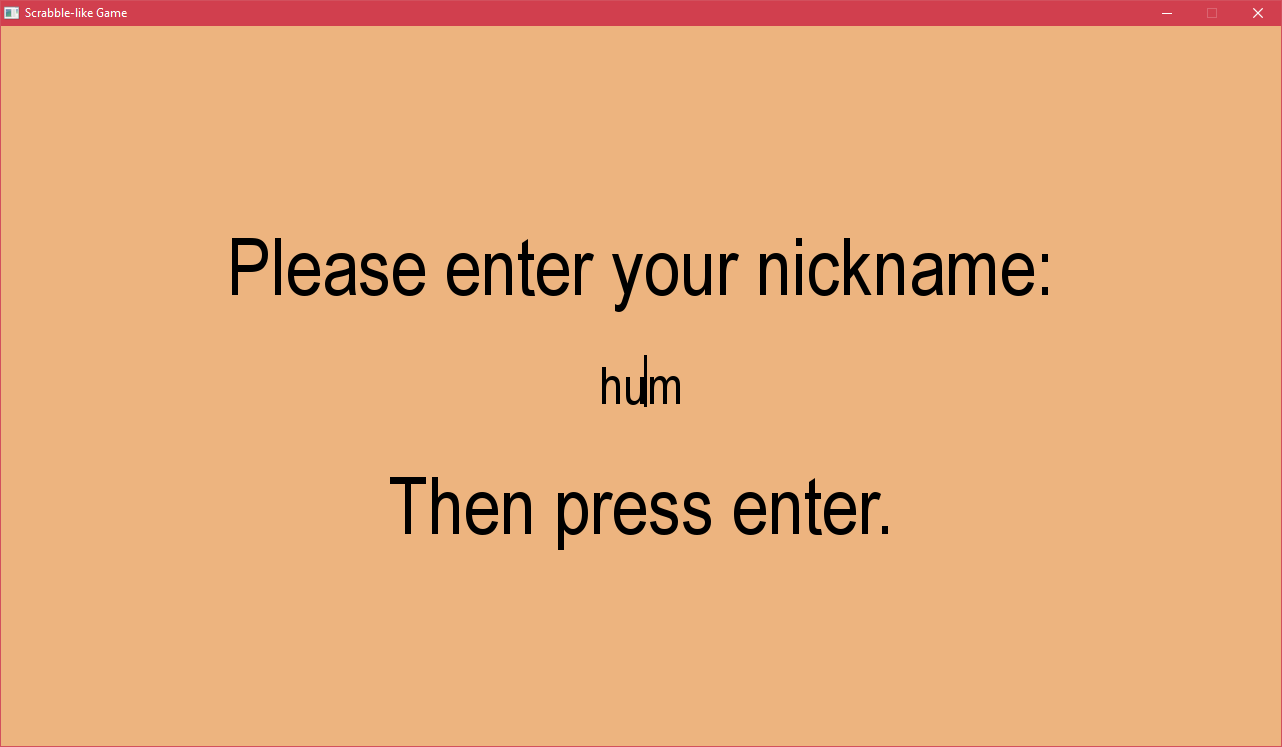 Scrabble-like Game
Please enter your nickname:
hum
Then press enter.